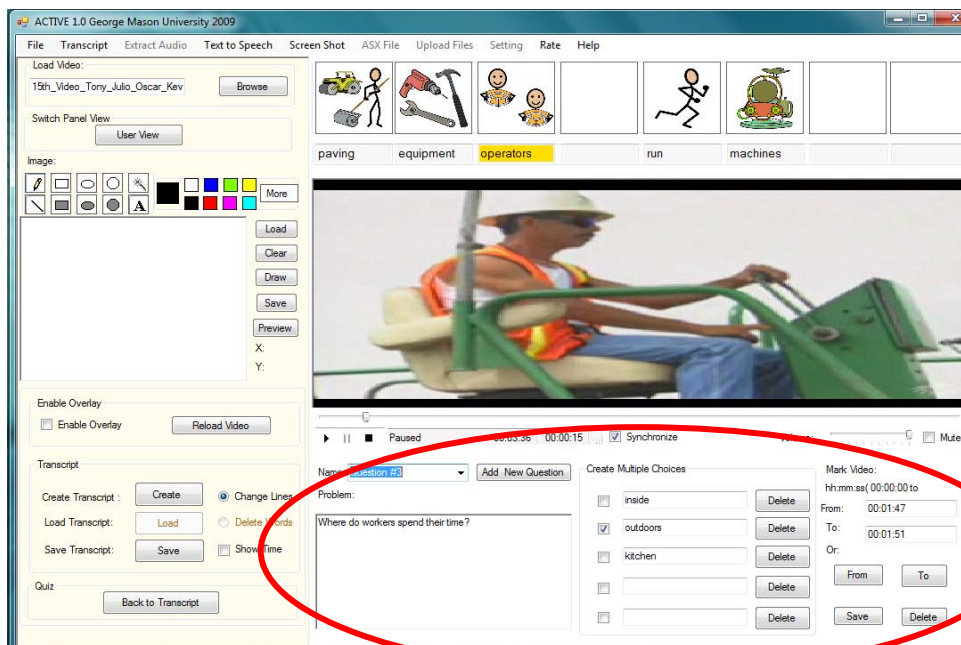 ACTIVE 1.0 George Mason University 2009
File Transcript Extract Audio Text to Speech Screen Shot ASX File Upload Files Setting Rate Help
Load Video:
15th_Video_Tony_Julio_Oscar_Kev Browse
Switch Panel View
User View
Image:
A
More
Load
Clear
Draw
Save
Preview
X:
Y:
paving equipment operators run machines
Enable Overlay
Enable Overlay Reload Video
Paused 00:03:36 00:00:15 Synchronize Volume: Mute
Transcript
Create Transcript : Create Change Lines
Load Transcript: Load Delete Words
Save Transcript: Save Show Time
Quiz
Back to Transcript
Name: Question #3 Add New Question
Problem:
Where do workers spend their time?
Create Multiple Choices
inside Delete
outdoors Delete
kitchen Delete
Delete
Delete
Mark Video:
hh:mm:ss( 00:00:00 to
From: 00:01:47
To: 00:01:51
Or:
From To
Save Delete